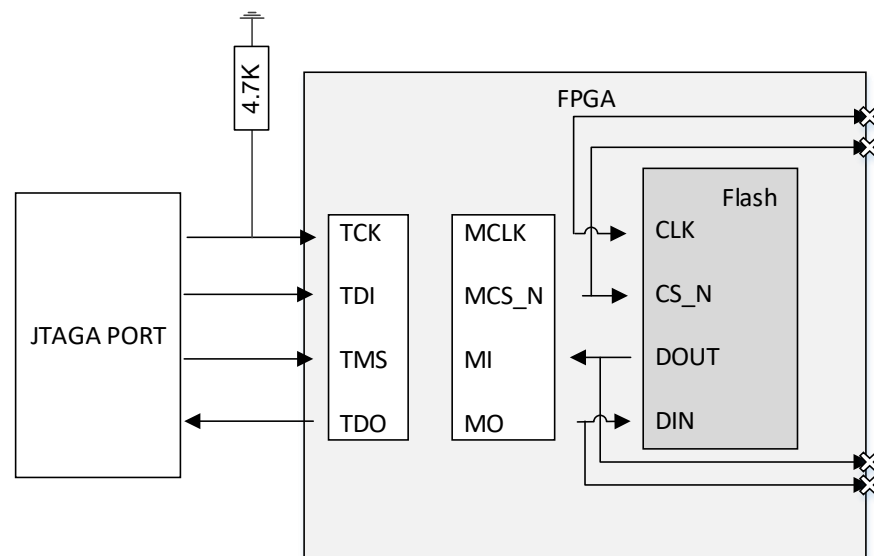 4.7K
FPGA
Flash
JTAGA PORT
TCK
TDI
TMS
TDO
MCLK
MCS_N
MI
MO
CLK
CS_N
DOUT
DIN